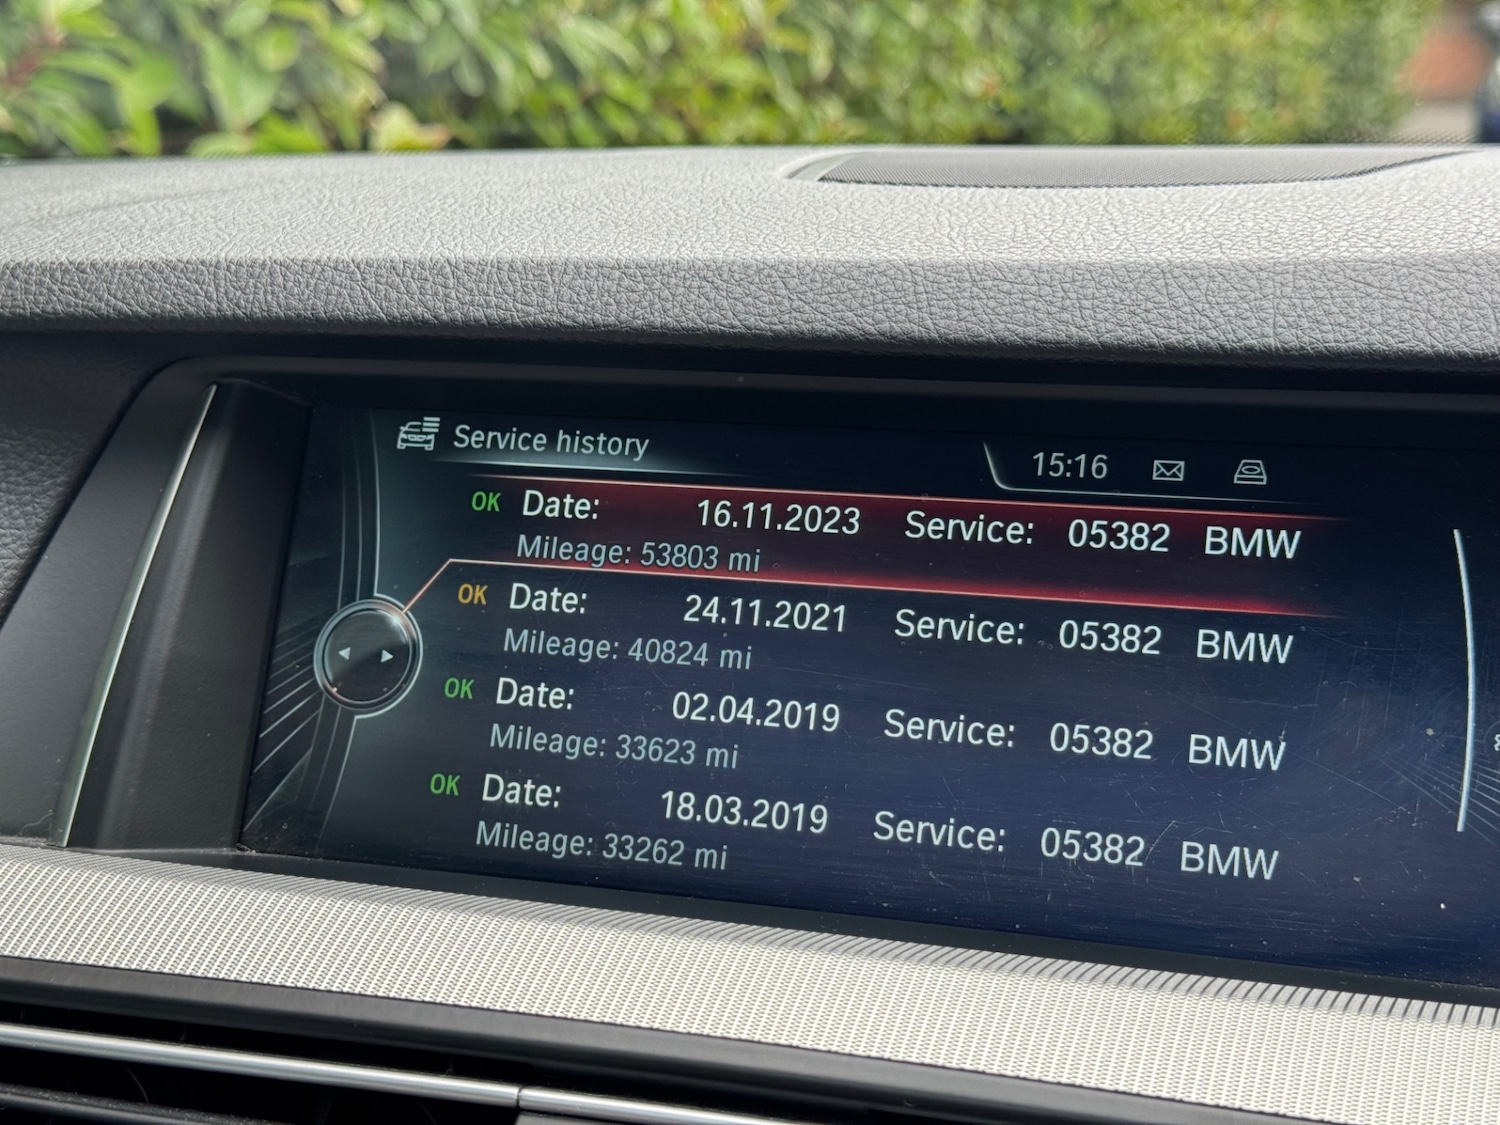 Service history
15:16
OK Date: 16.11.2023 Service: 05382 BMW
Mileage: 53803 mi
OK Date: 24.11.2021 Service: 05382 BMW
Mileage: 40824 mi
OK Date: 02.04.2019 Service: 05382 BMW
Mileage: 33623 mi
OK Date: 18.03.2019 Service: 05382 BMW
Mileage: 33262 mi